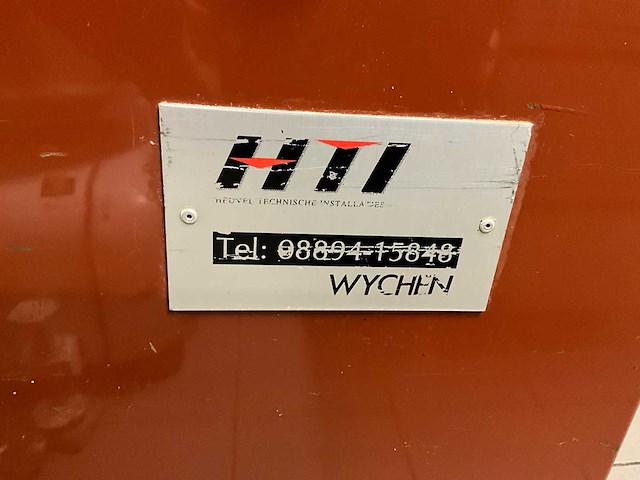 HTI
HEUVEL TECHNISCHE INSTALLATIES
Tel: 08894-15848
WYCHEN